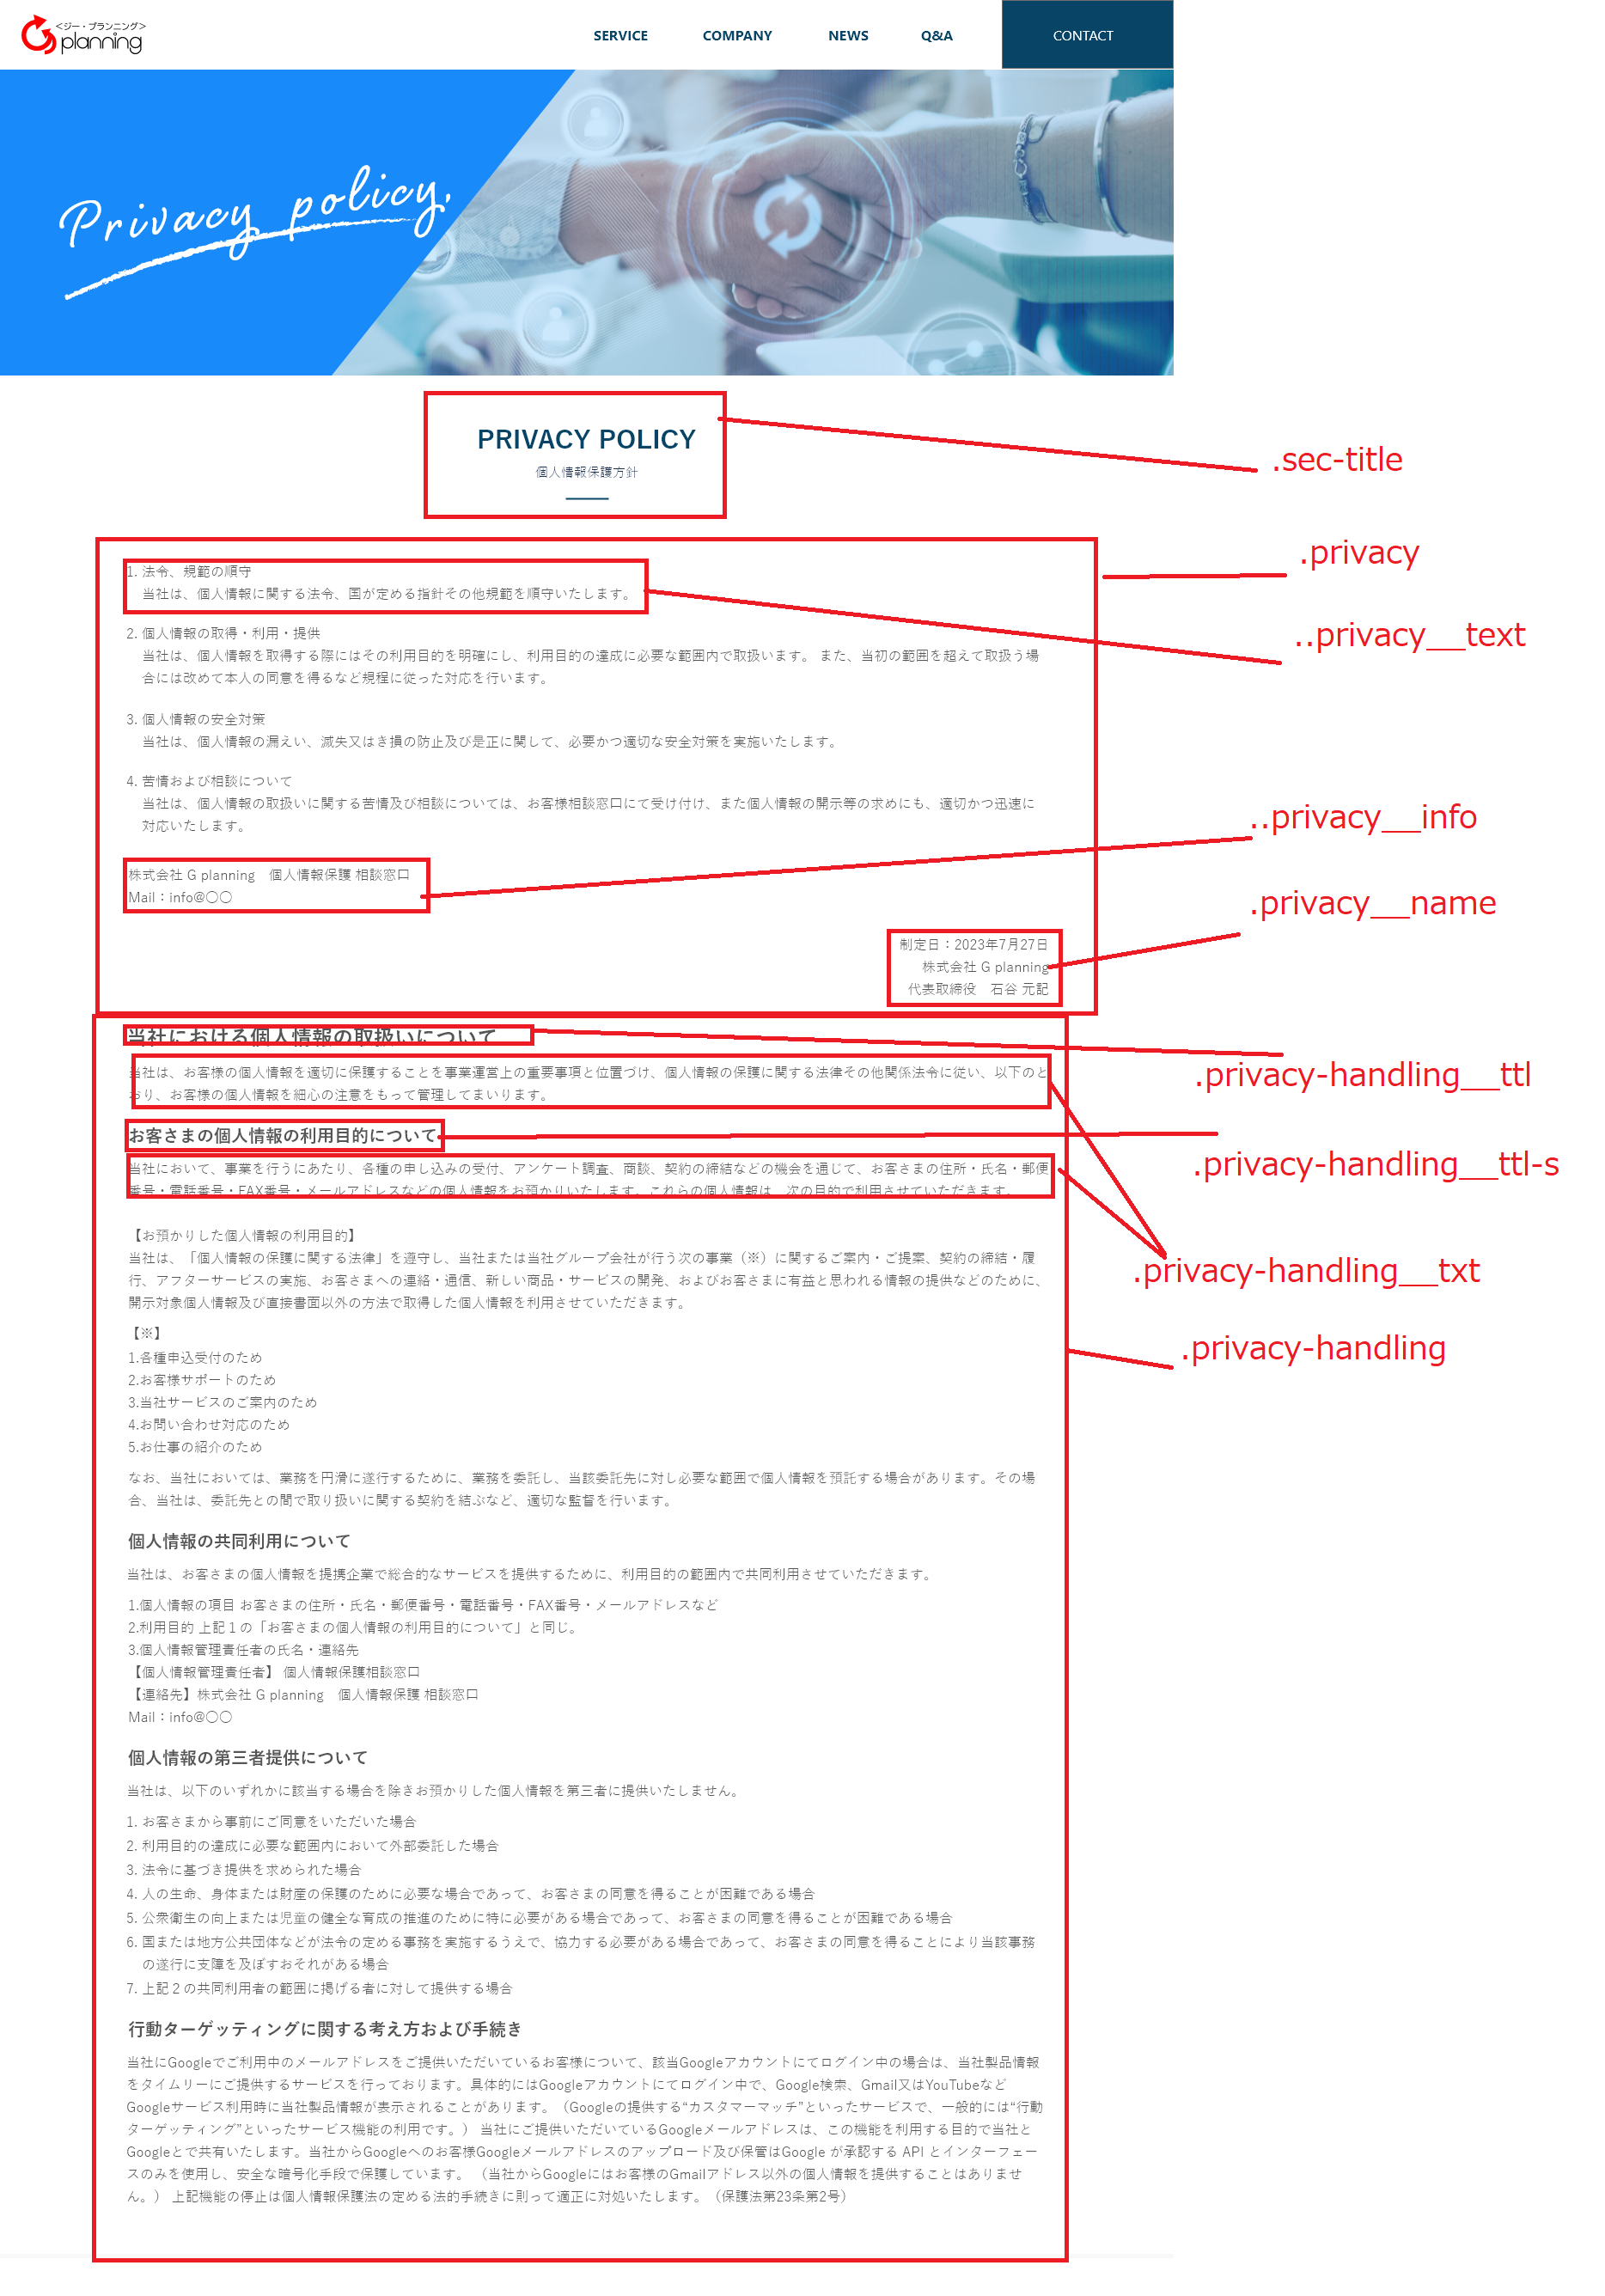 <ジー・プランニング>
planning
SERVICE
COMPANY
NEWS
Q&A
CONTACT
Privacy policy.
PRIVACY POLICY
個人情報保護方針
.sec-title
.privacy
1. 法令、規範の順守
当社は、個人情報に関する法令、国が定める指針その他規範を順守いたします。
..privacy__text
2. 個人情報の取得・利用・提供
当社は、個人情報を取得する際にはその利用目的を明確にし、利用目的の達成に必要な範囲内で取扱います。 また、当初の範囲を超えて取扱う場
合には改めて本人の同意を得るなど規程に従った対応を行います。
3. 個人情報の安全対策
当社は、個人情報の漏えい、滅失又はき損の防止及び是正に関して、必要かつ適切な安全対策を実施いたします。
4. 苦情および相談について
当社は、個人情報の取扱いに関する苦情及び相談については、お客様相談窓口にて受け付け、また個人情報の開示等の求めにも、適切かつ迅速に
対応いたします。
..privacy__info
株式会社 G planning　個人情報保護 相談窓口
Mail：info@〇〇
.privacy__name
制定日：2023年7月27日
株式会社 G planning
代表取締役　石谷 元記
当社における個人情報の取扱いについて
.privacy-handling__ttl
当社は、お客様の個人情報を適切に保護することを事業運営上の重要事項と位置づけ、個人情報の保護に関する法律その他関係法令に従い、以下のと
おり、お客様の個人情報を細心の注意をもって管理してまいります。
お客さまの個人情報の利用目的について
.privacy-handling__ttl-s
当社において、事業を行うにあたり、各種の申し込みの受付、アンケート調査、商談、契約の締結などの機会を通じて、お客さまの住所・氏名・郵便
番号・電話番号・FAX番号・メールアドレスなどの個人情報をお預かりいたします。これらの個人情報は、次の目的で利用させていただきます。
.privacy-handling__txt
【お預かりした個人情報の利用目的】
当社は、「個人情報の保護に関する法律」を遵守し、当社または当社グループ会社が行う次の事業（※）に関するご案内・ご提案、契約の締結・履
行、アフターサービスの実施、お客さまへの連絡・通信、新しい商品・サービスの開発、およびお客さまに有益と思われる情報の提供などのために、
開示対象個人情報及び直接書面以外の方法で取得した個人情報を利用させていただきます。
.privacy-handling
【※】
1.各種申込受付のため
2.お客様サポートのため
3.当社サービスのご案内のため
4.お問い合わせ対応のため
5.お仕事の紹介のため
なお、当社においては、業務を円滑に遂行するために、業務を委託し、当該委託先に対し必要な範囲で個人情報を預託する場合があります。その場
合、当社は、委託先との間で取り扱いに関する契約を結ぶなど、適切な監督を行います。
個人情報の共同利用について
当社は、お客さまの個人情報を提携企業で総合的なサービスを提供するために、利用目的の範囲内で共同利用させていただきます。
1.個人情報の項目 お客さまの住所・氏名・郵便番号・電話番号・FAX番号・メールアドレスなど
2.利用目的 上記１の「お客さまの個人情報の利用目的について」と同じ。
3.個人情報管理責任者の氏名・連絡先
【個人情報管理責任者】 個人情報保護相談窓口
【連絡先】株式会社 G planning　個人情報保護 相談窓口
Mail：info@〇〇
個人情報の第三者提供について
当社は、以下のいずれかに該当する場合を除きお預かりした個人情報を第三者に提供いたしません。
1. お客さまから事前にご同意をいただいた場合
2. 利用目的の達成に必要な範囲内において外部委託した場合
3. 法令に基づき提供を求められた場合
4. 人の生命、身体または財産の保護のために必要な場合であって、お客さまの同意を得ることが困難である場合
5. 公衆衛生の向上または児童の健全な育成の推進のために特に必要がある場合であって、お客さまの同意を得ることが困難である場合
6. 国または地方公共団体などが法令の定める事務を実施するうえで、協力する必要がある場合であって、お客さまの同意を得ることにより当該事務
の遂行に支障を及ぼすおそれがある場合
7. 上記２の共同利用者の範囲に掲げる者に対して提供する場合
行動ターゲッティングに関する考え方および手続き
当社にGoogleでご利用中のメールアドレスをご提供いただいているお客様について、該当Googleアカウントにてログイン中の場合は、当社製品情報
をタイムリーにご提供するサービスを行っております。具体的にはGoogleアカウントにてログイン中で、Google検索、Gmail又はYouTubeなど
Googleサービス利用時に当社製品情報が表示されることがあります。（Googleの提供する“カスタマーマッチ”といったサービスで、一般的には“行動
ターゲッティング”といったサービス機能の利用です。） 当社にご提供いただいているGoogleメールアドレスは、この機能を利用する目的で当社と
Googleとで共有いたします。当社からGoogleへのお客様Googleメールアドレスのアップロード及び保管はGoogle が承認する API とインターフェー
スのみを使用し、安全な暗号化手段で保護しています。 （当社からGoogleにはお客様のGmailアドレス以外の個人情報を提供することはありませ
ん。） 上記機能の停止は個人情報保護法の定める法的手続きに則って適正に対処いたします。（保護法第23条第2号）